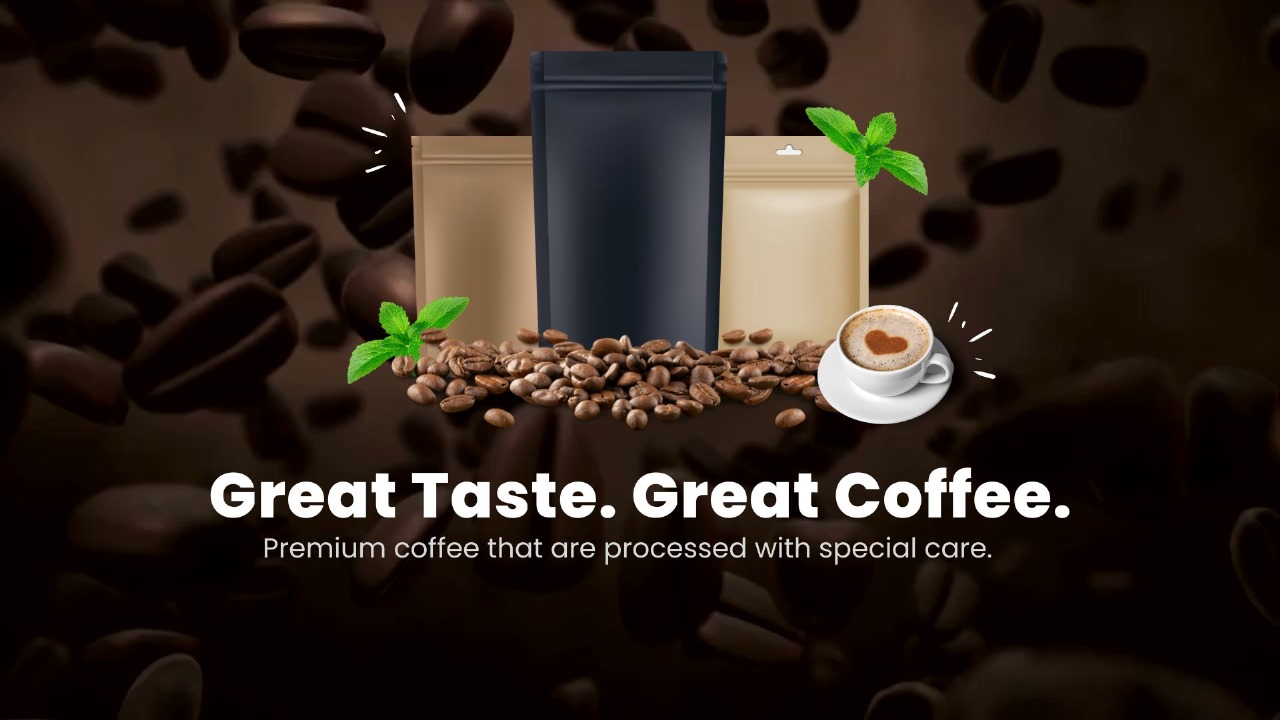 Great Taste. Great Coffee.
Premium coffee that are processed with special care.